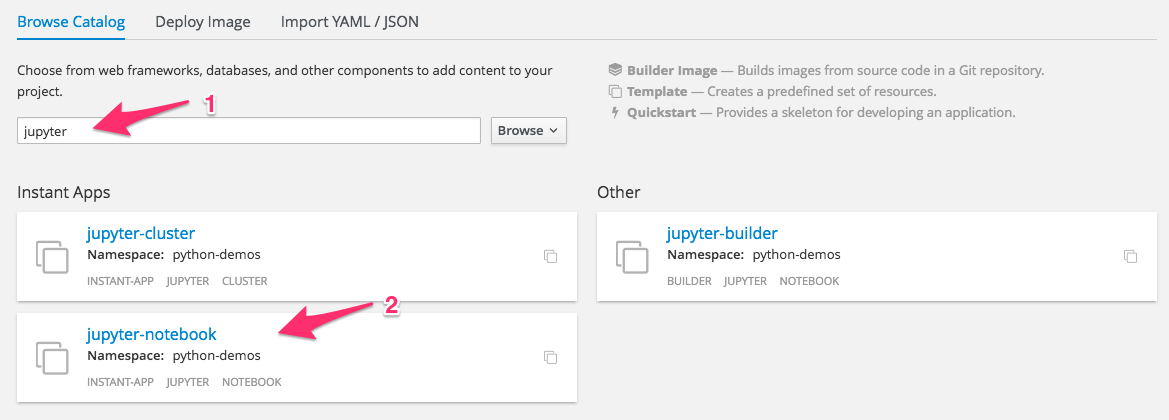 Browse Catalog
Deploy Image
Import YAML / JSON
Choose from web frameworks, databases, and other components to add content to your
project.
1
jupyter
Browse
Builder Image — Builds images from source code in a Git repository.
Template — Creates a predefined set of resources.
Quickstart — Provides a skeleton for developing an application.
Instant Apps
jupyter-cluster
Namespace: python-demos
INSTANT-APP JUPYTER CLUSTER
2
jupyter-notebook
Namespace: python-demos
INSTANT-APP JUPYTER NOTEBOOK
Other
jupyter-builder
Namespace: python-demos
BUILDER JUPYTER NOTEBOOK